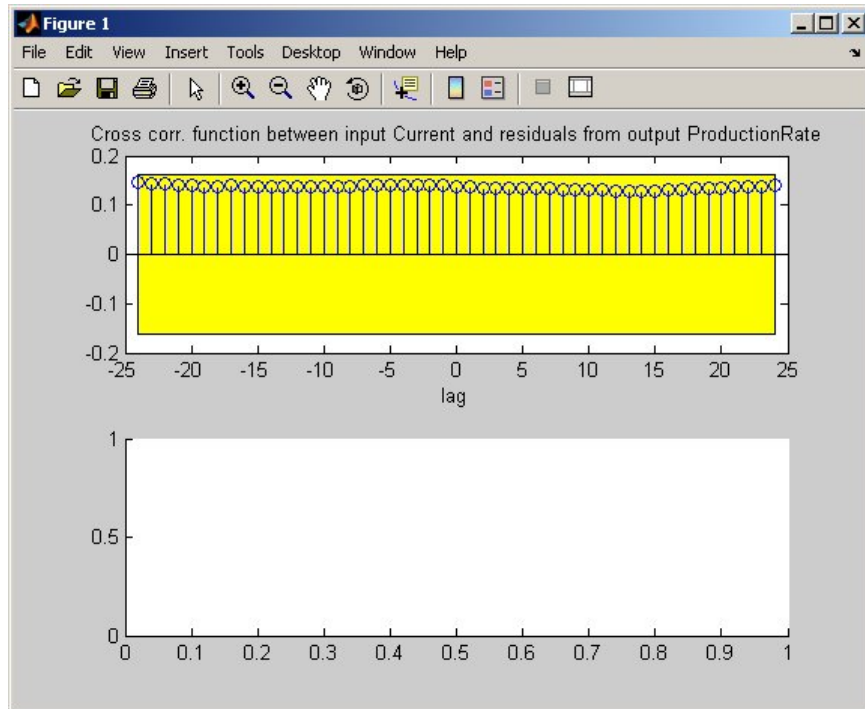 Figure 1
File Edit View Insert Tools Desktop Window Help
Cross corr. function between input Current and residuals from output ProductionRate
0.2
0.1
0
-0.1
-0.2
-25 -20 -15 -10 -5 0 5 10 15 20 25
lag
1
0.5
0
0 0.1 0.2 0.3 0.4 0.5 0.6 0.7 0.8 0.9 1